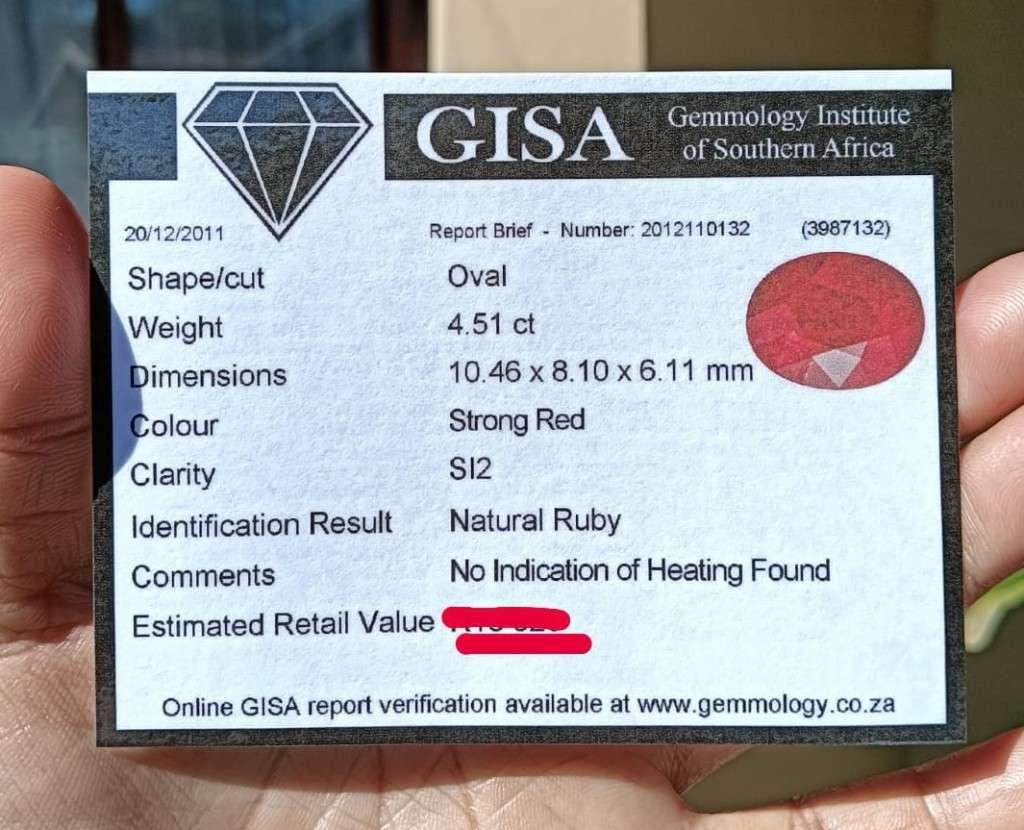 GISA
Gemmology Institute
of Southern Africa
20/12/2011 Report Brief - Number: 2012110132 (3987132)
Shape/cut Oval
Weight 4.51 ct
Dimensions 10.46 x 8.10 x 6.11 mm
Colour Strong Red
Clarity SI2
Identification Result Natural Ruby
Comments No Indication of Heating Found
Estimated Retail Value
Online GISA report verification available at www.gemmology.co.za